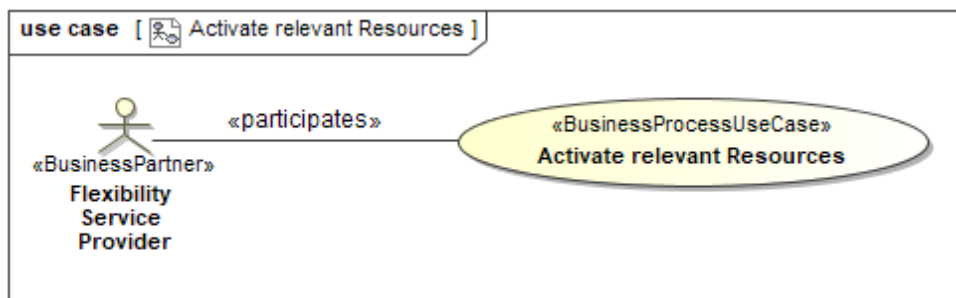 use case [ Activate relevant Resources ]
«participates»
«BusinessProcessUseCase»
Activate relevant Resources
«BusinessPartner»
Flexibility
Service
Provider